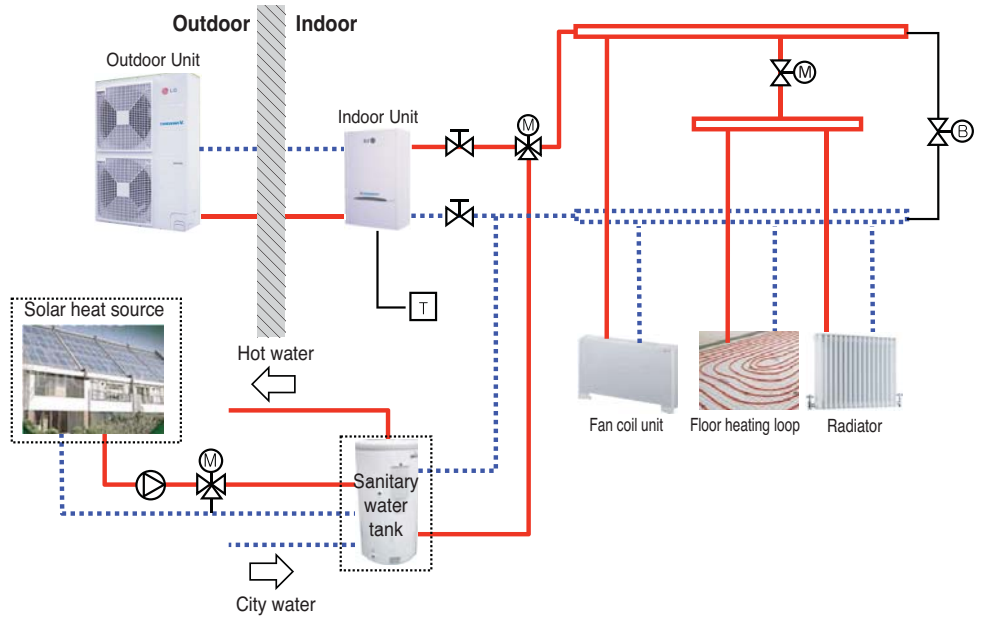 Outdoor
Indoor
Outdoor Unit
LG
Indoor Unit
M
M
B
T
Solar heat source
Hot water
M
Sanitary
water
tank
Fan coil unit
Floor heating loop
Radiator
City water